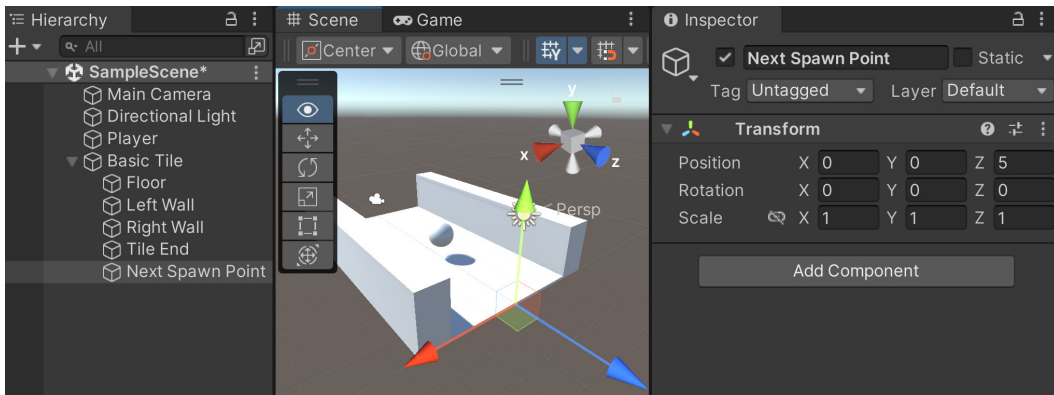 Hierarchy
All
SampleScene*
Main Camera
Directional Light
Player
Basic Tile
Floor
Left Wall
Right Wall
Tile End
Next Spawn Point
Scene Game
Center Global
y
x
z
Persp
Inspector
Next Spawn Point Static
Tag Untagged Layer Default
Transform
Position X 0 Y 0 Z 5
Rotation X 0 Y 0 Z 0
Scale X 1 Y 1 Z 1
Add Component